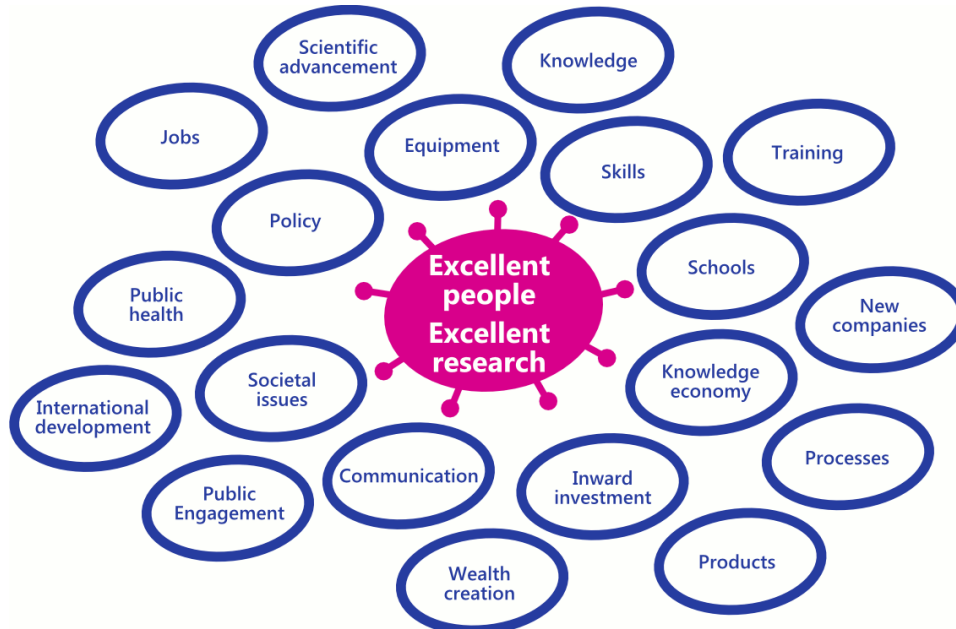 Scientific
advancement
Knowledge
Jobs
Equipment
Skills
Training
Policy
Excellent
people
Excellent
research
Schools
Public
health
New
companies
Societal
issues
Knowledge
economy
International
development
Communication
Inward
investment
Processes
Public
Engagement
Wealth
creation
Products